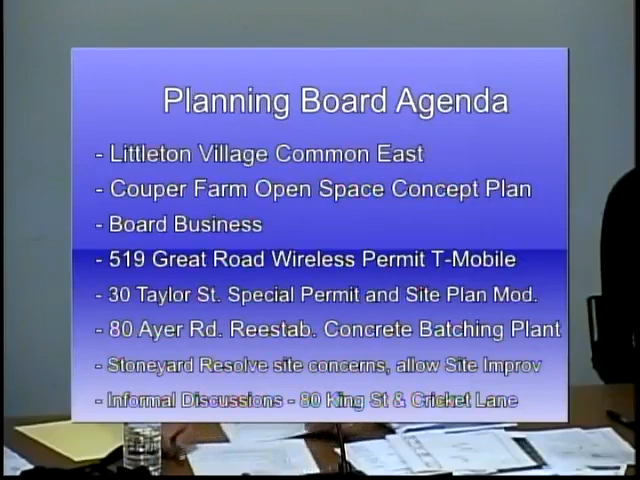 Planning Board Agenda
- Littleton Village Common East
- Couper Farm Open Space Concept Plan
- Board Business
- 519 Great Road Wireless Permit T-Mobile
- 30 Taylor St. Special Permit and Site Plan Mod.
- 80 Ayer Rd. Reestab. Concrete Batching Plant
- Stoneyard Resolve site concerns, allow Site Improv
- Informal Discussions - 80 King St & Cricket Lane